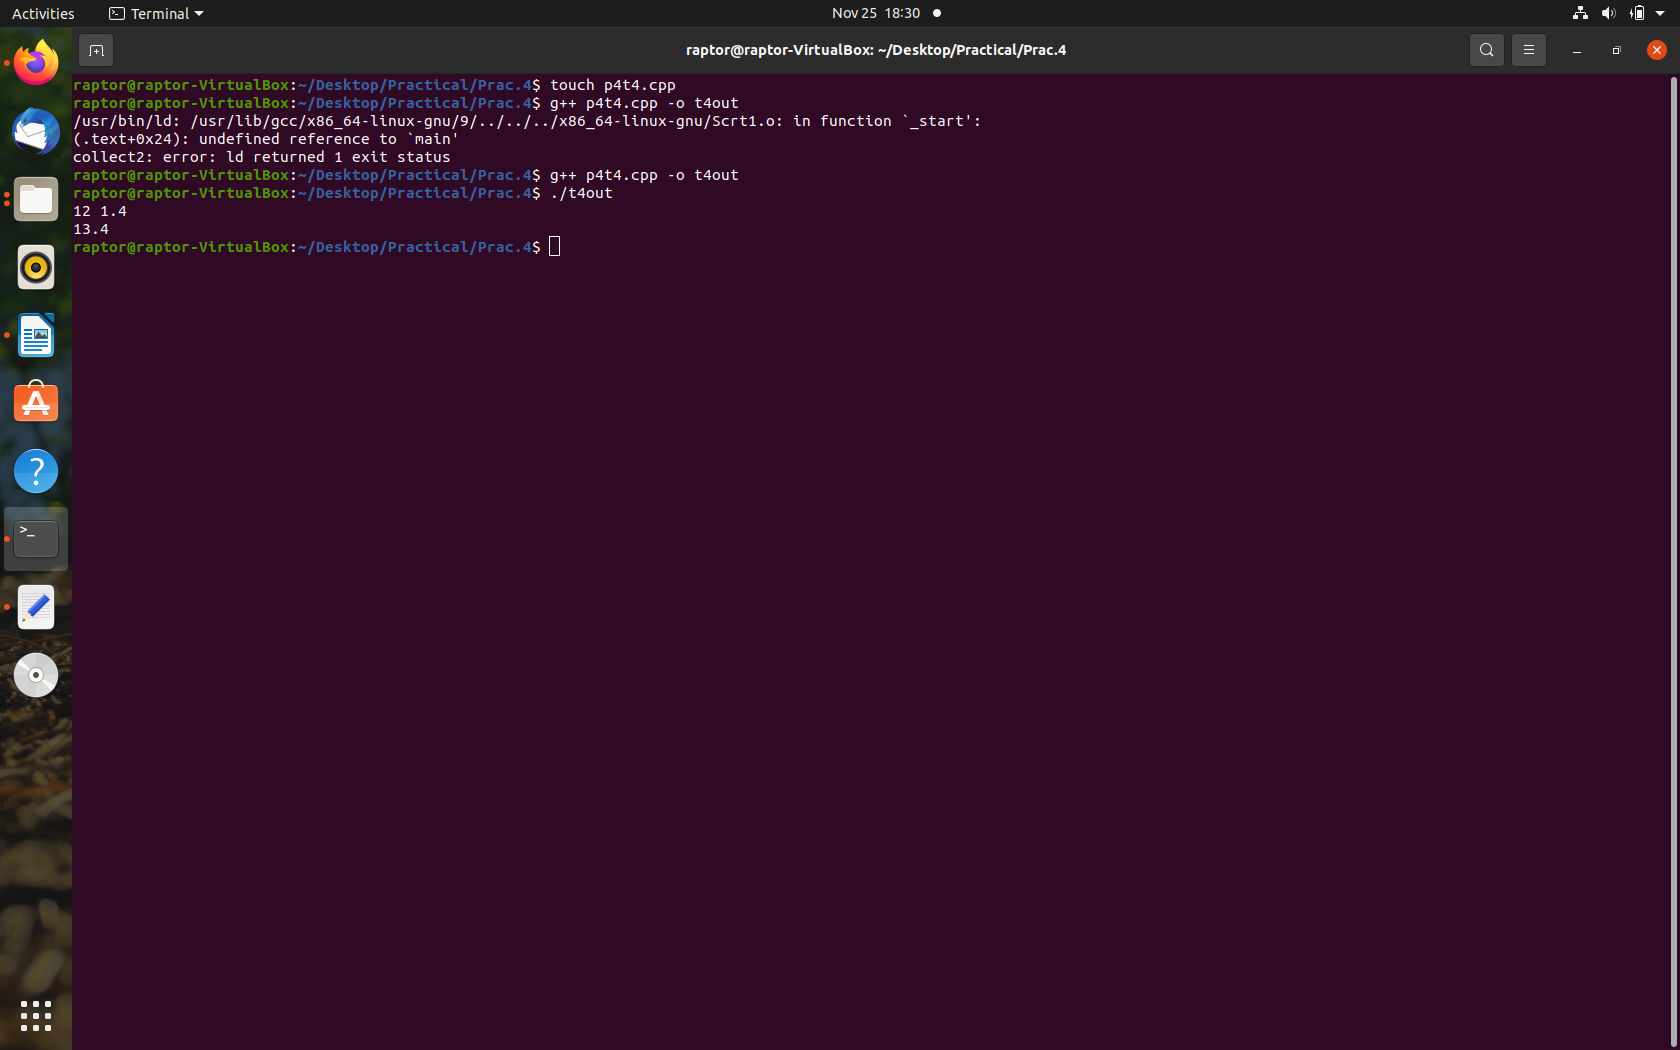 Activities
Terminal
Nov 25 18:30
raptor@raptor-VirtualBox: ~/Desktop/Practical/Prac.4
raptor@raptor-VirtualBox:~/Desktop/Practical/Prac.4$ touch p4t4.cpp
raptor@raptor-VirtualBox:~/Desktop/Practical/Prac.4$ g++ p4t4.cpp -o t4out
/usr/bin/ld: /usr/lib/gcc/x86_64-linux-gnu/9/../../../x86_64-linux-gnu/Scrt1.o: in function `_start':
(.text+0x24): undefined reference to `main'
collect2: error: ld returned 1 exit status
raptor@raptor-VirtualBox:~/Desktop/Practical/Prac.4$ g++ p4t4.cpp -o t4out
raptor@raptor-VirtualBox:~/Desktop/Practical/Prac.4$ ./t4out
12 1.4
13.4
raptor@raptor-VirtualBox:~/Desktop/Practical/Prac.4$